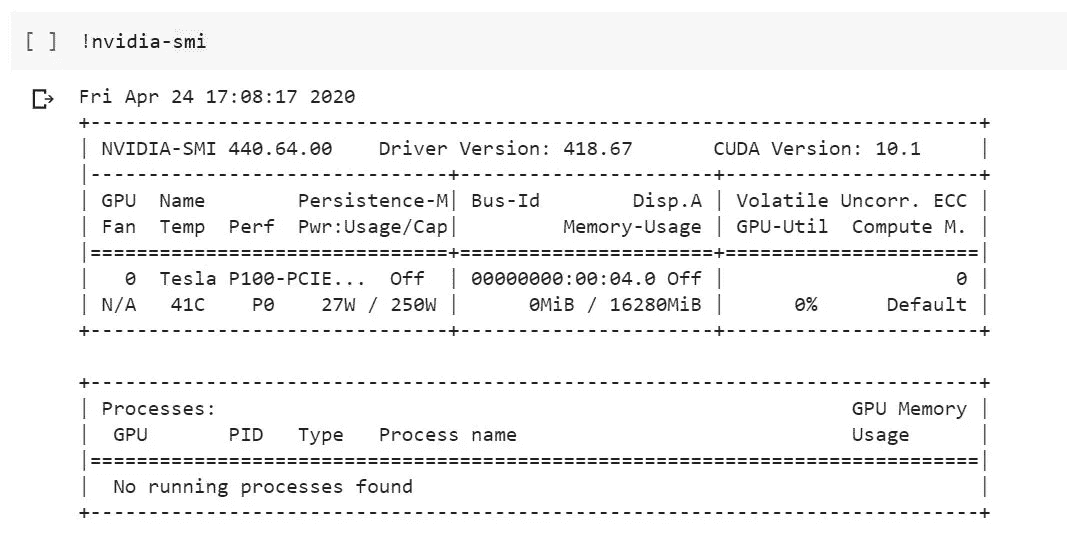 [ ] !nvidia-smi
Fri Apr 24 17:08:17 2020
+-----------------------------------------------------------------------------+
| NVIDIA-SMI 440.64.00    Driver Version: 418.67       CUDA Version: 10.1     |
|-------------------------------+----------------------+----------------------+
| GPU  Name        Persistence-M| Bus-Id        Disp.A | Volatile Uncorr. ECC |
| Fan  Temp  Perf  Pwr:Usage/Cap|         Memory-Usage | GPU-Util  Compute M. |
|===============================+======================+======================|
|   0  Tesla P100-PCIE...  Off  | 00000000:00:04.0 Off |                    0 |
| N/A   41C    P0    27W / 250W |      0MiB / 16280MiB |      0%      Default |
+-------------------------------+----------------------+----------------------+
+-----------------------------------------------------------------------------+
| Processes:                                                       GPU Memory |
|  GPU       PID   Type   Process name                             Usage      |
|=============================================================================|
|  No running processes found                                                 |
+-----------------------------------------------------------------------------+